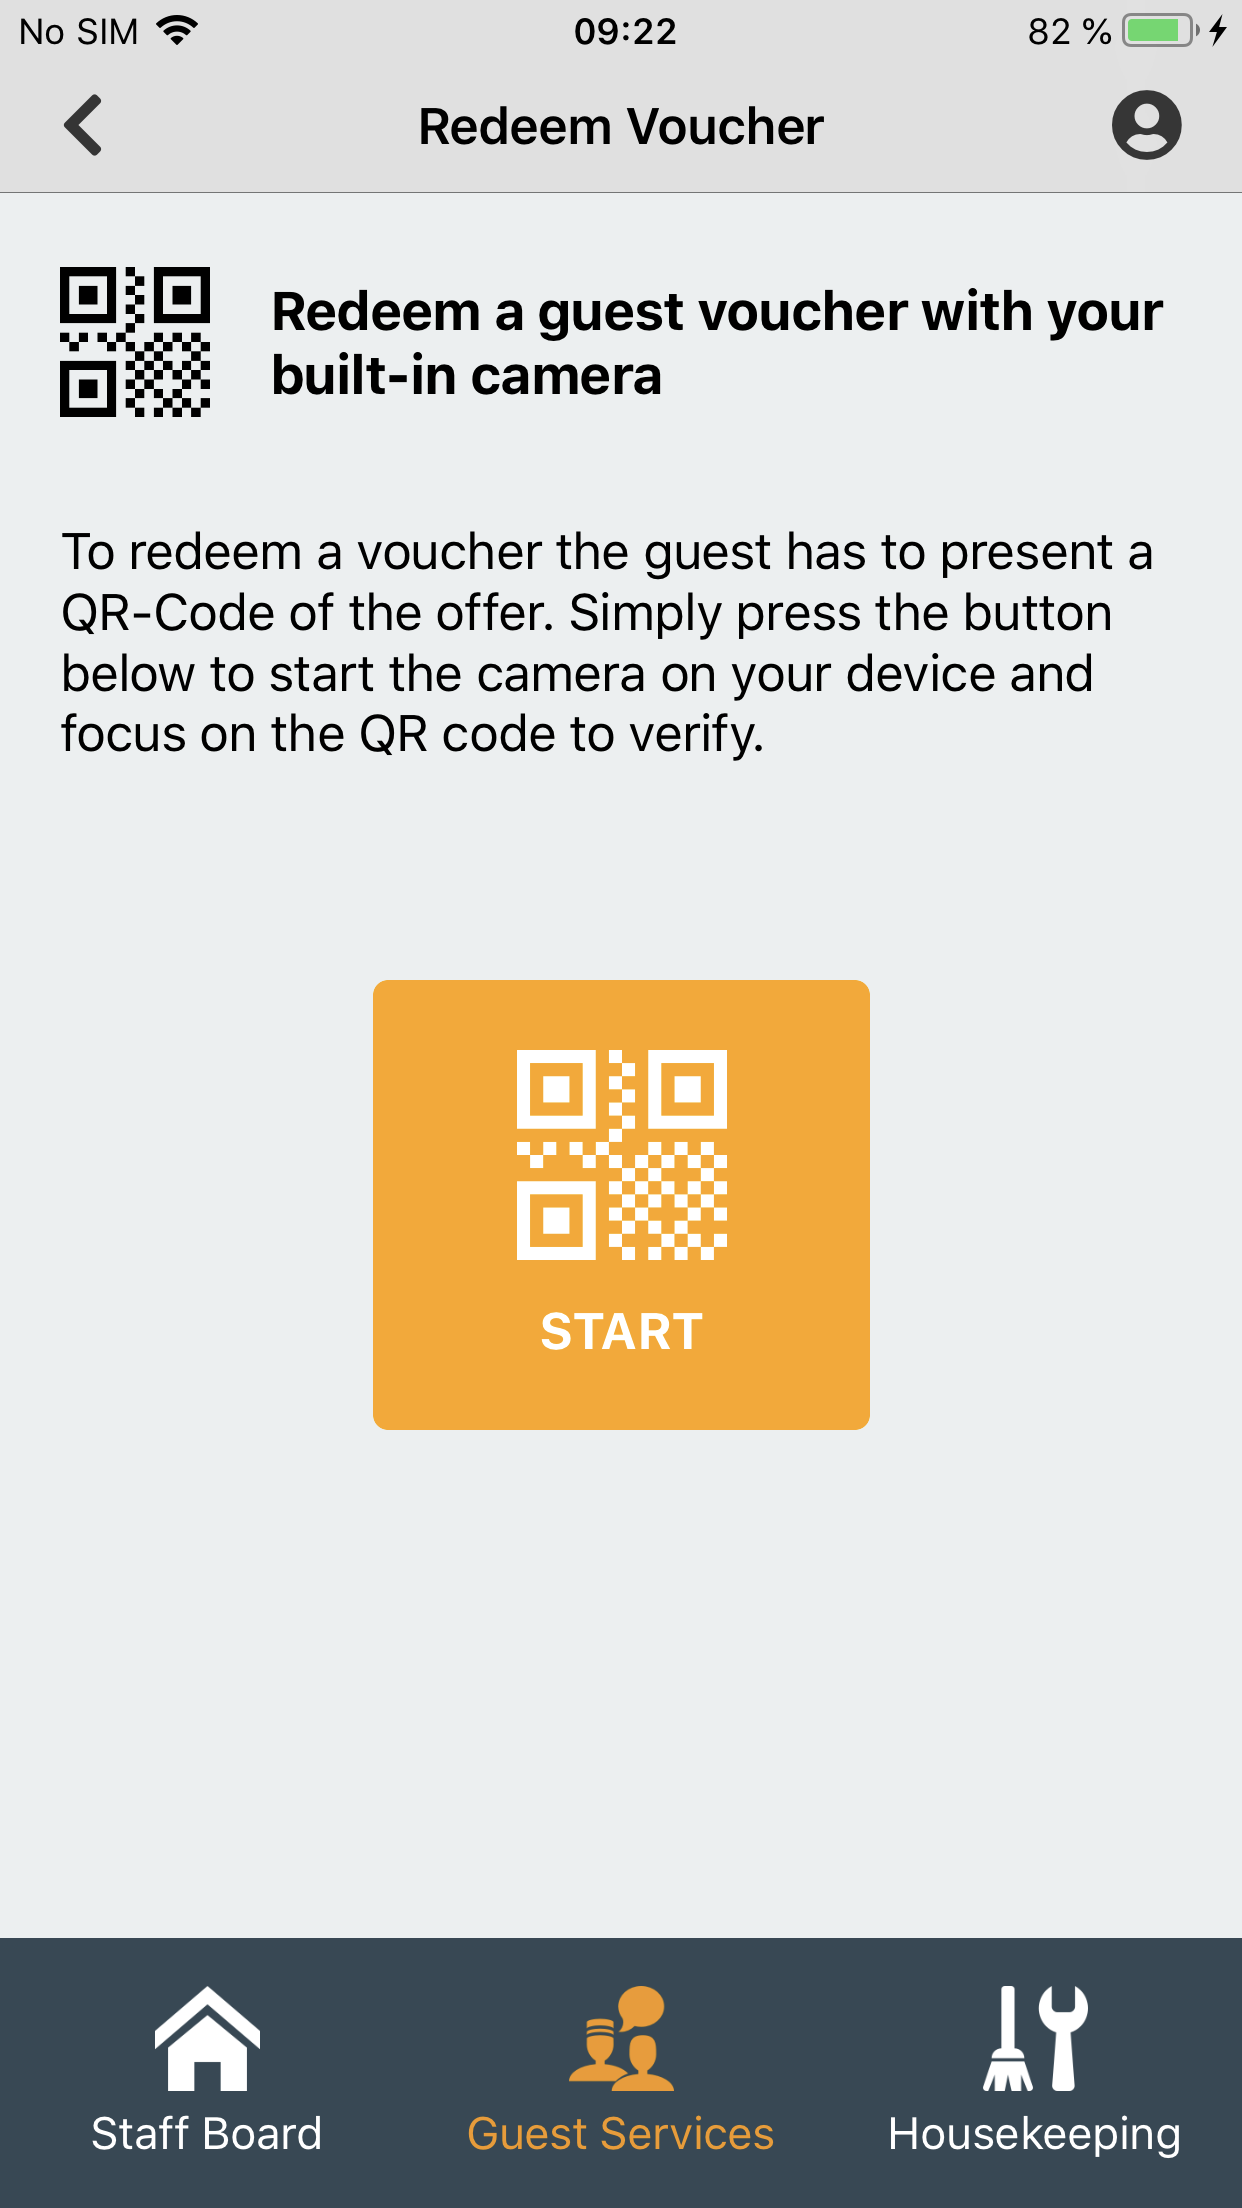 No SIM 09:22 82 %
Redeem Voucher
Redeem a guest voucher with your
built-in camera
To redeem a voucher the guest has to present a
QR-Code of the offer. Simply press the button
below to start the camera on your device and
focus on the QR code to verify.
START
Staff Board Guest Services Housekeeping